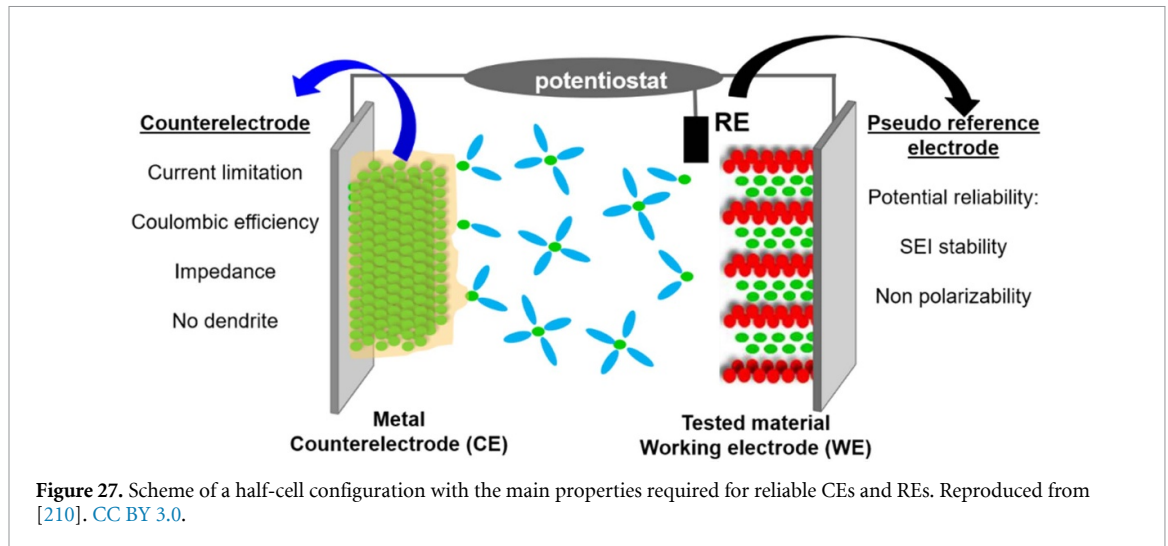 potentiostat
Counterelectrode
Current limitation
Coulombic efficiency
Impedance
No dendrite
RE
Pseudo reference
electrode
Potential reliability:
SEI stability
Non polarizability
Metal
Counterelectrode (CE)
Tested material
Working electrode (WE)
Figure 27. Scheme of a half-cell configuration with the main properties required for reliable CEs and REs. Reproduced from
[210]. CC BY 3.0.